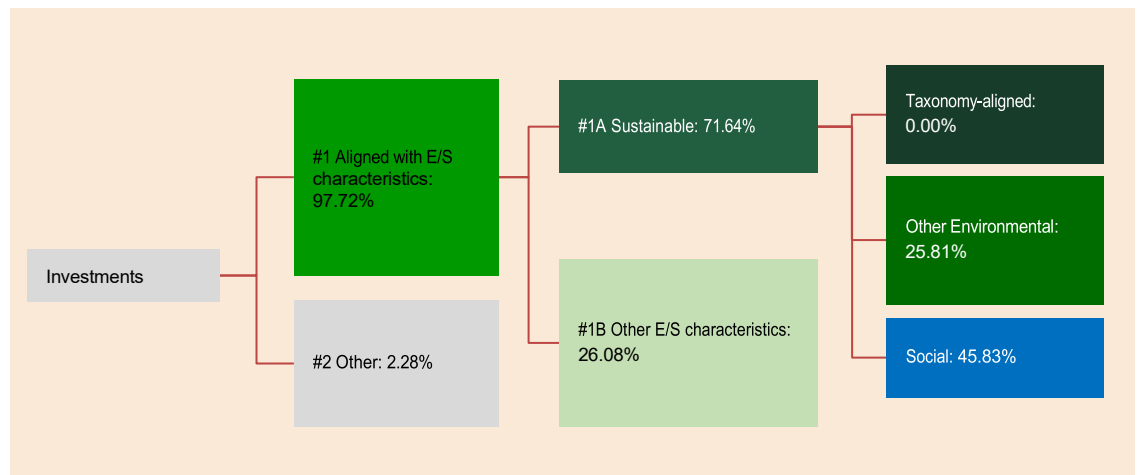 Investments
#1 Aligned with E/S
characteristics:
97.72%
#2 Other: 2.28%
#1A Sustainable: 71.64%
#1B Other E/S characteristics:
26.08%
Taxonomy-aligned:
0.00%
Other Environmental:
25.81%
Social: 45.83%